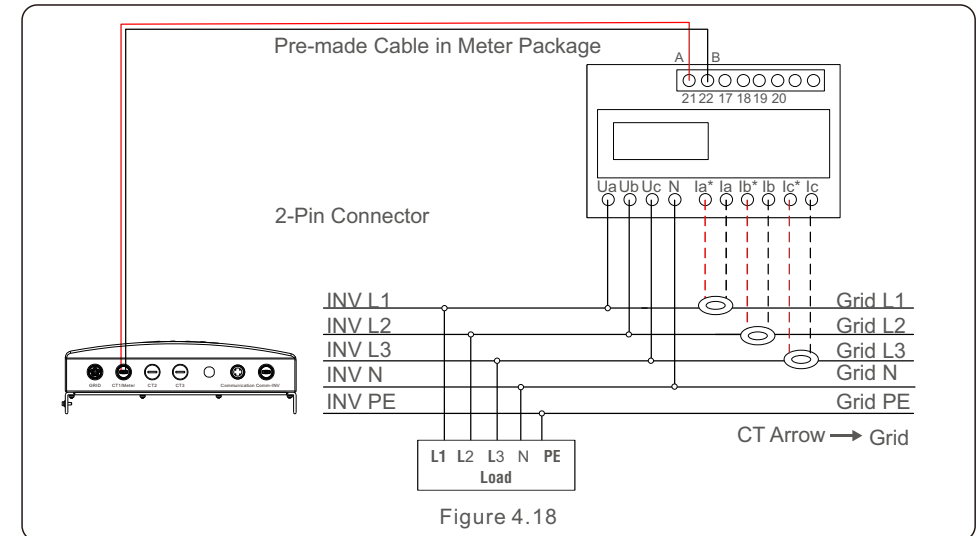 Pre-made Cable in Meter Package
A B
21 22 17 18 19 20
Ua Ub Uc N Ia* Ia Ib* Ib Ic* Ic
2-Pin Connector
INV L1 Grid L1
INV L2 Grid L2
INV L3 Grid L3
INV N Grid N
INV PE Grid PE
GRID CT1/Meter CT2 CT3 Communication Comm-INV
CT Arrow → Grid
L1 L2 L3 N PE
Load
Figure 4.18